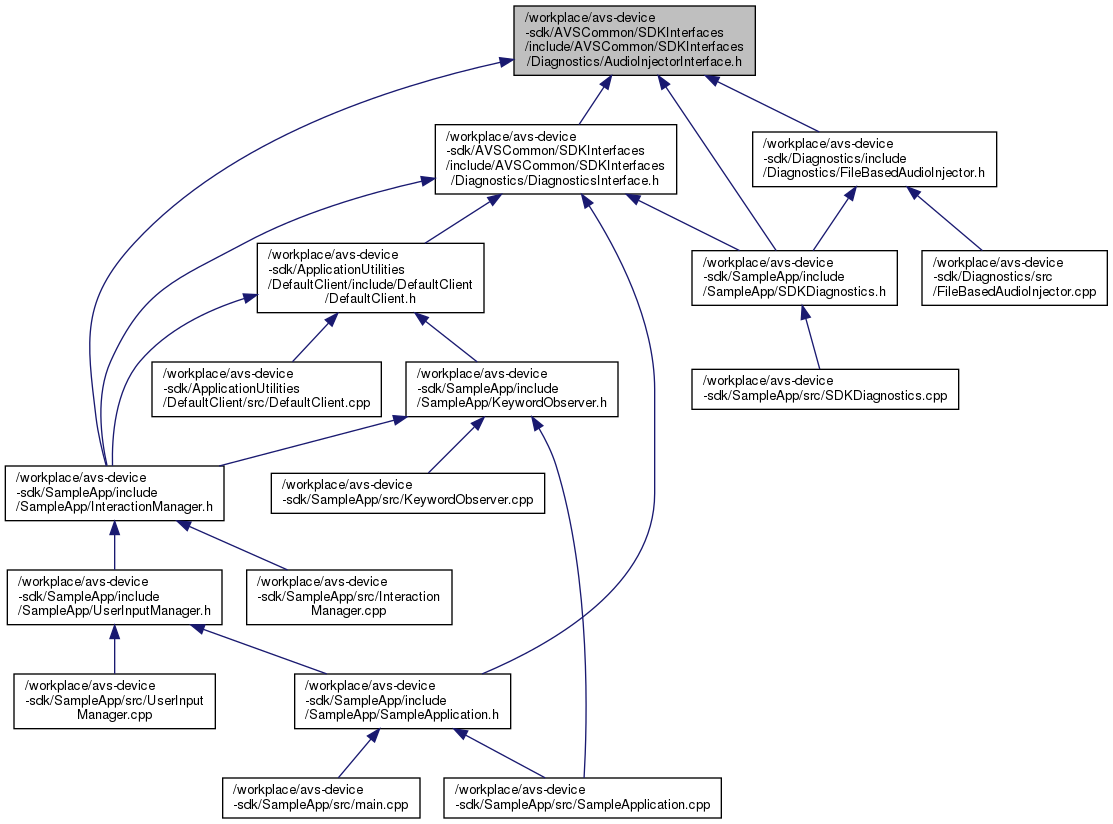 /workplace/avs-device
-sdk/AVSCommon/SDKInterfaces
/include/AVSCommon/SDKInterfaces
/Diagnostics/AudioInjectorInterface.h
/workplace/avs-device
-sdk/AVSCommon/SDKInterfaces
/include/AVSCommon/SDKInterfaces
/Diagnostics/DiagnosticsInterface.h
/workplace/avs-device
-sdk/Diagnostics/include
/Diagnostics/FileBasedAudioInjector.h
/workplace/avs-device
-sdk/ApplicationUtilities
/DefaultClient/include/DefaultClient
/DefaultClient.h
/workplace/avs-device
-sdk/SampleApp/include
/SampleApp/SDKDiagnostics.h
/workplace/avs-device
-sdk/Diagnostics/src
/FileBasedAudioInjector.cpp
/workplace/avs-device
-sdk/ApplicationUtilities
/DefaultClient/src/DefaultClient.cpp
/workplace/avs-device
-sdk/SampleApp/include
/SampleApp/KeywordObserver.h
/workplace/avs-device
-sdk/SampleApp/src/SDKDiagnostics.cpp
/workplace/avs-device
-sdk/SampleApp/include
/SampleApp/InteractionManager.h
/workplace/avs-device
-sdk/SampleApp/src/KeywordObserver.cpp
/workplace/avs-device
-sdk/SampleApp/include
/SampleApp/UserInputManager.h
/workplace/avs-device
-sdk/SampleApp/src/Interaction
Manager.cpp
/workplace/avs-device
-sdk/SampleApp/src/UserInput
Manager.cpp
/workplace/avs-device
-sdk/SampleApp/include
/SampleApp/SampleApplication.h
/workplace/avs-device
-sdk/SampleApp/src/main.cpp
/workplace/avs-device
-sdk/SampleApp/src/SampleApplication.cpp